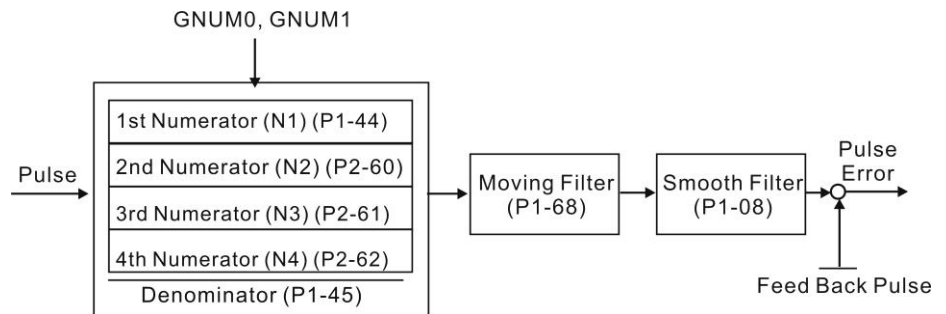 GNUM0, GNUM1
1st Numerator (N1) (P1-44)
2nd Numerator (N2) (P2-60)
3rd Numerator (N3) (P2-61)
4th Numerator (N4) (P2-62)
Denominator (P1-45)
Pulse
Moving Filter
(P1-68)
Smooth Filter
(P1-08)
Pulse
Error
Feed Back Pulse